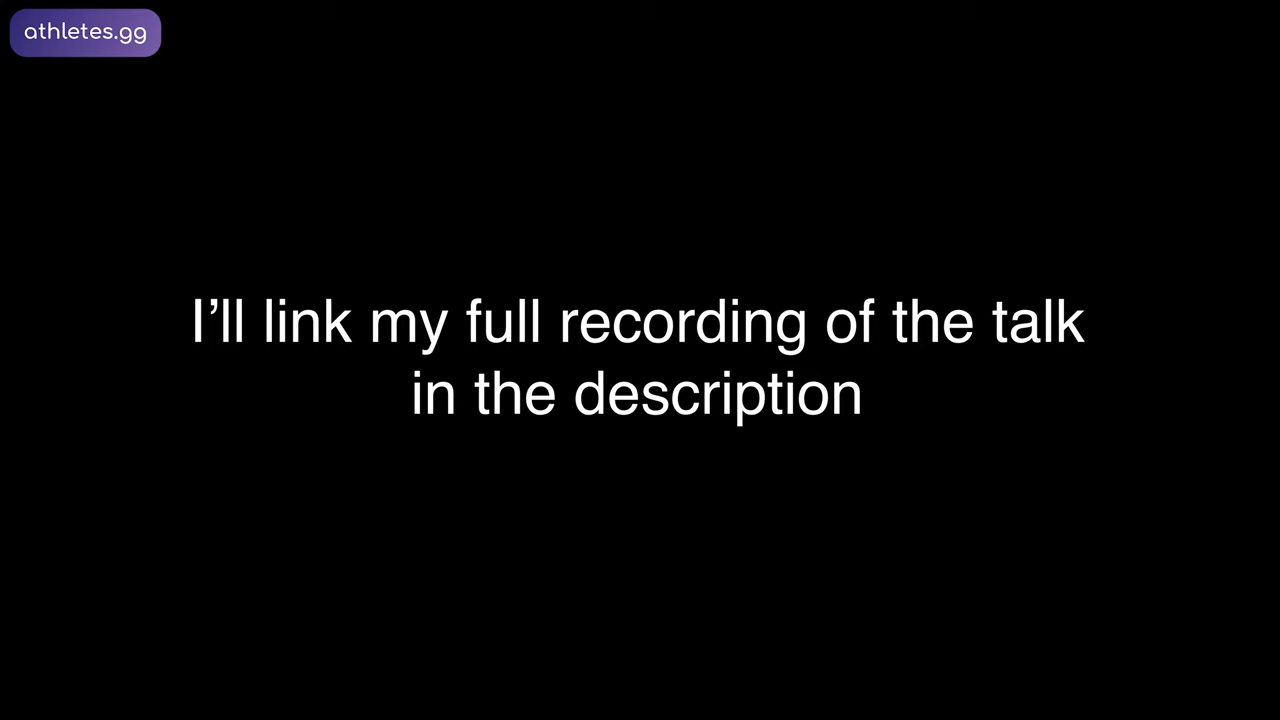 athletes.gg
I’ll link my full recording of the talk
in the description